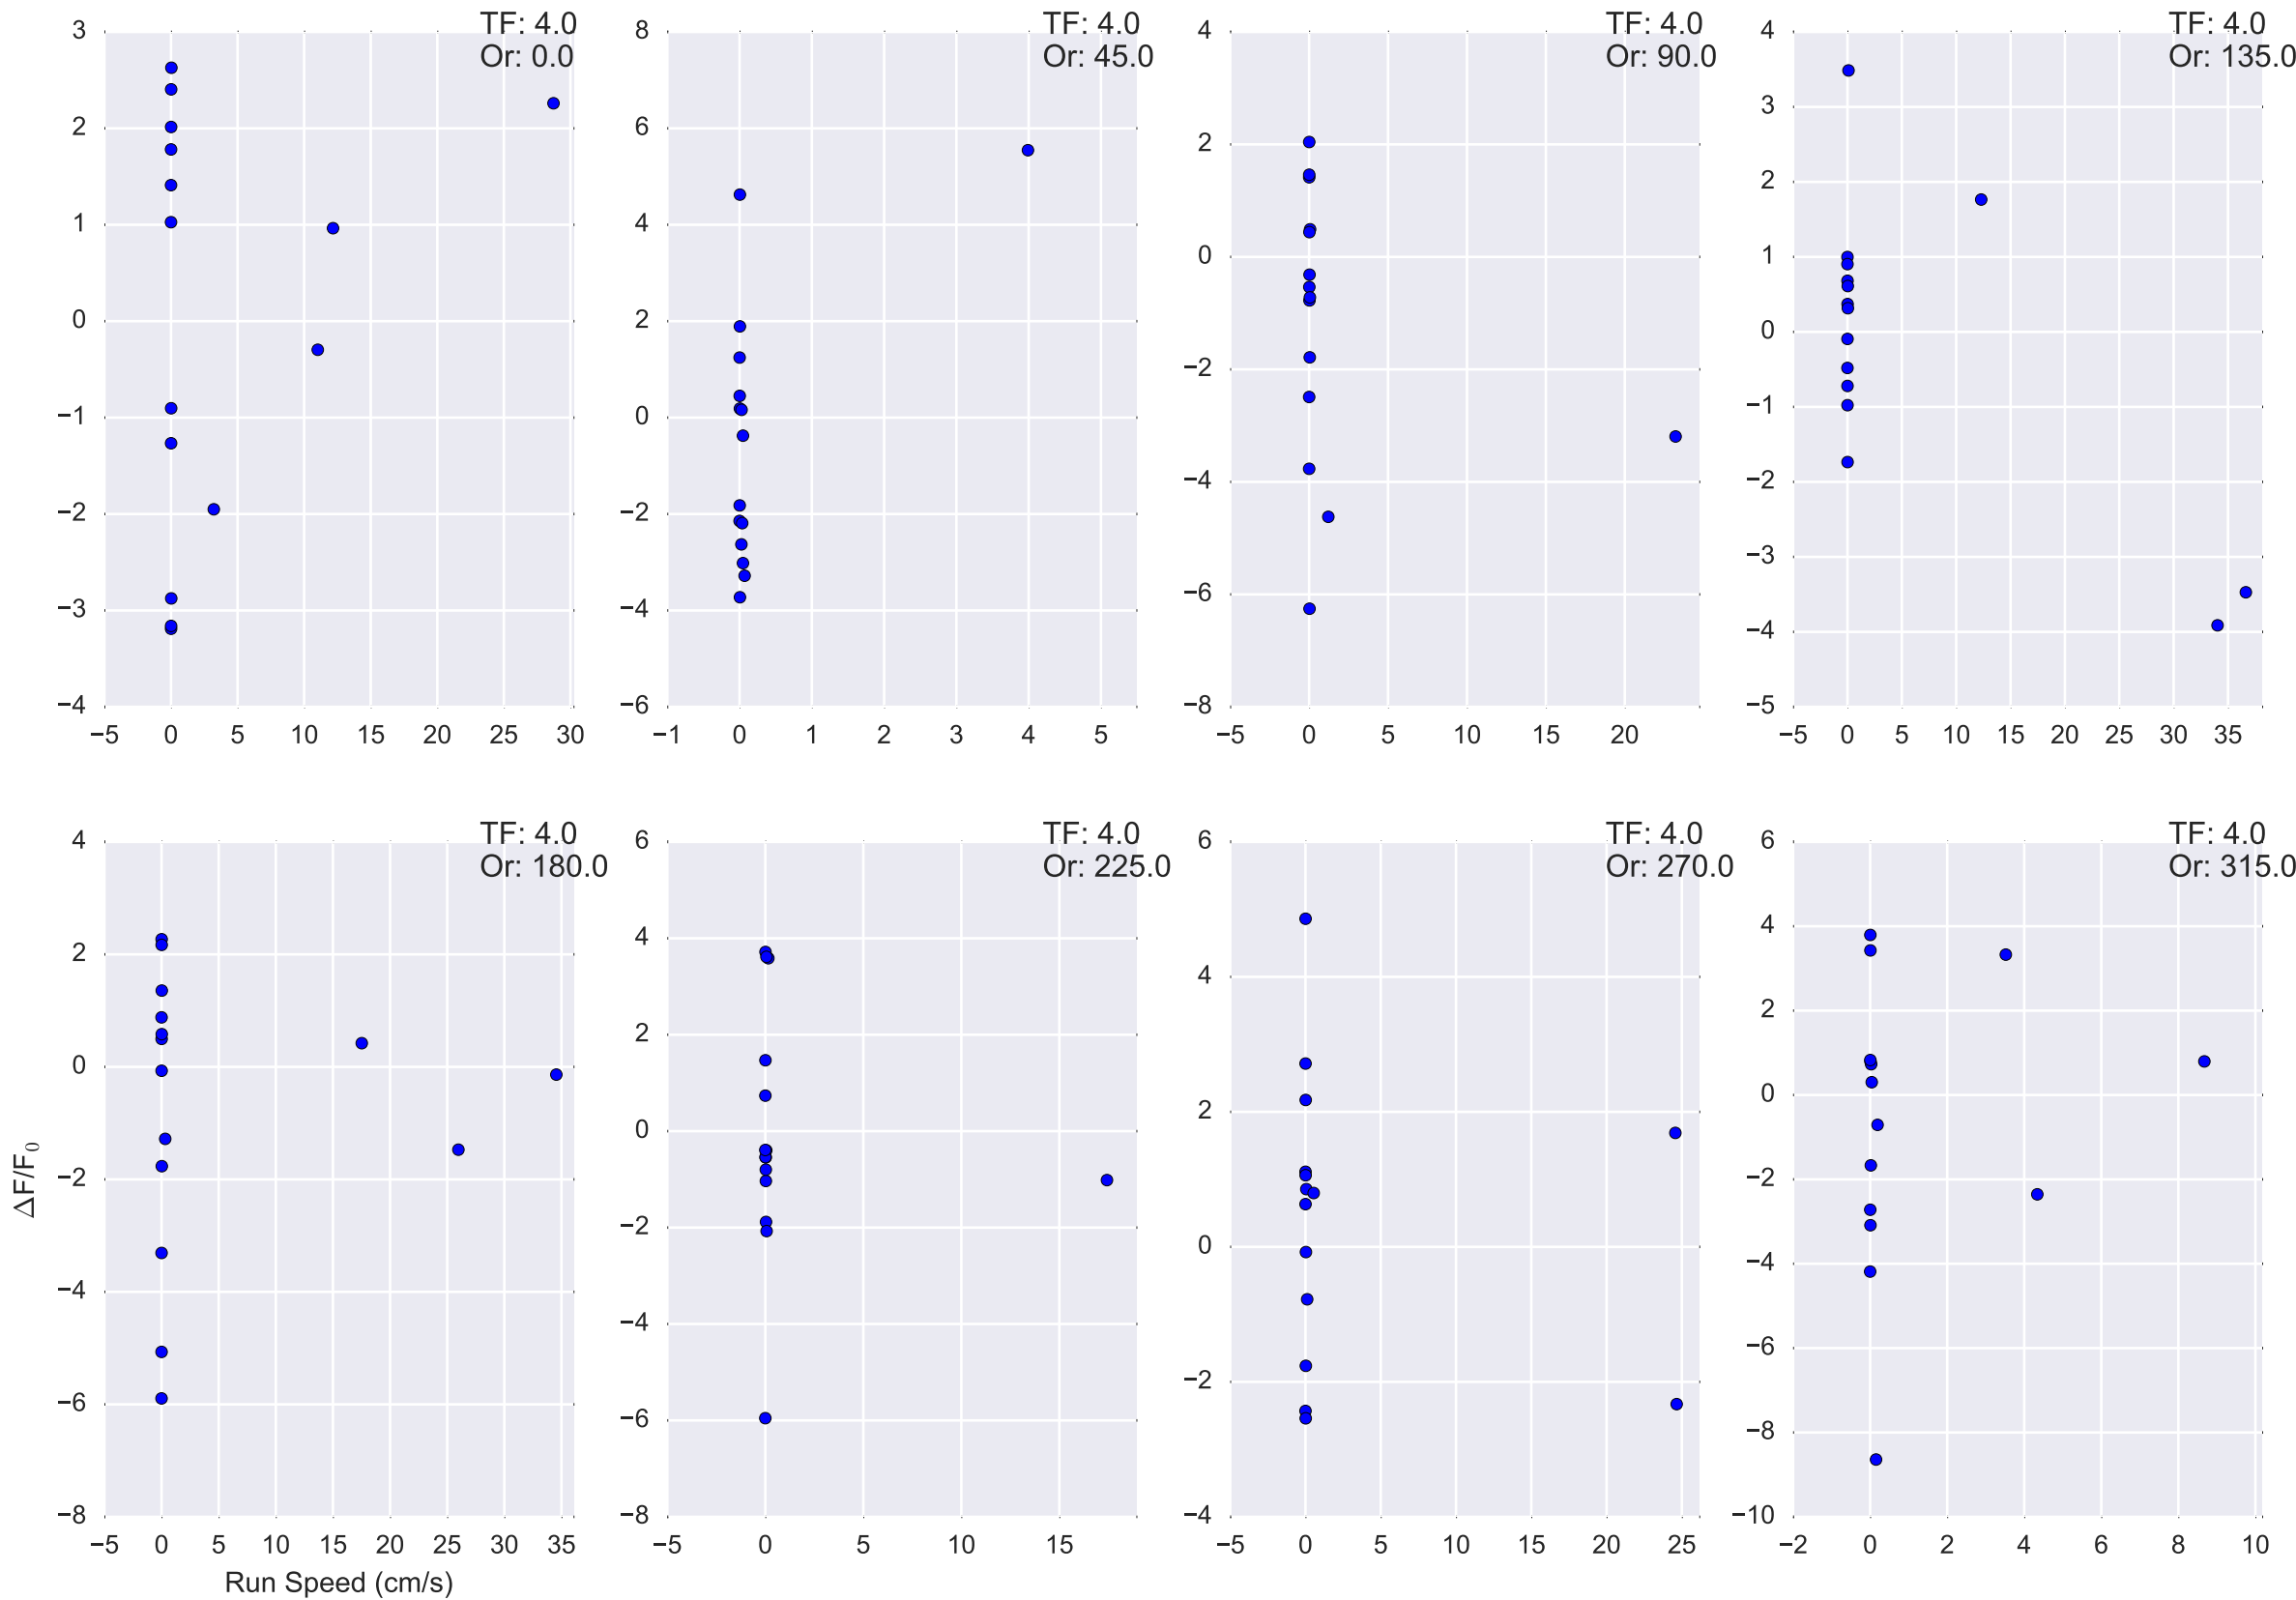 TF: 4.0
Or: 0.0
3
2
1
0
−1
−2
−3
−4
−5 0 5 10 15 20 25 30
TF: 4.0
Or: 45.0
8
6
4
2
0
−2
−4
−6
−1 0 1 2 3 4 5
TF: 4.0
Or: 90.0
4
2
0
−2
−4
−6
−8
−5 0 5 10 15 20
TF: 4.0
Or: 135.0
4
3
2
1
0
−1
−2
−3
−4
−5
−5 0 5 10 15 20 25 30 35
TF: 4.0
Or: 180.0
4
2
0
−2
−4
−6
−8
ΔF/F₀
−5 0 5 10 15 20 25 30 35
Run Speed (cm/s)
TF: 4.0
Or: 225.0
6
4
2
0
−2
−4
−6
−8
−5 0 5 10 15
TF: 4.0
Or: 270.0
6
4
2
0
−2
−4
−5 0 5 10 15 20 25
TF: 4.0
Or: 315.0
6
4
2
0
−2
−4
−6
−8
−10
−2 0 2 4 6 8 10